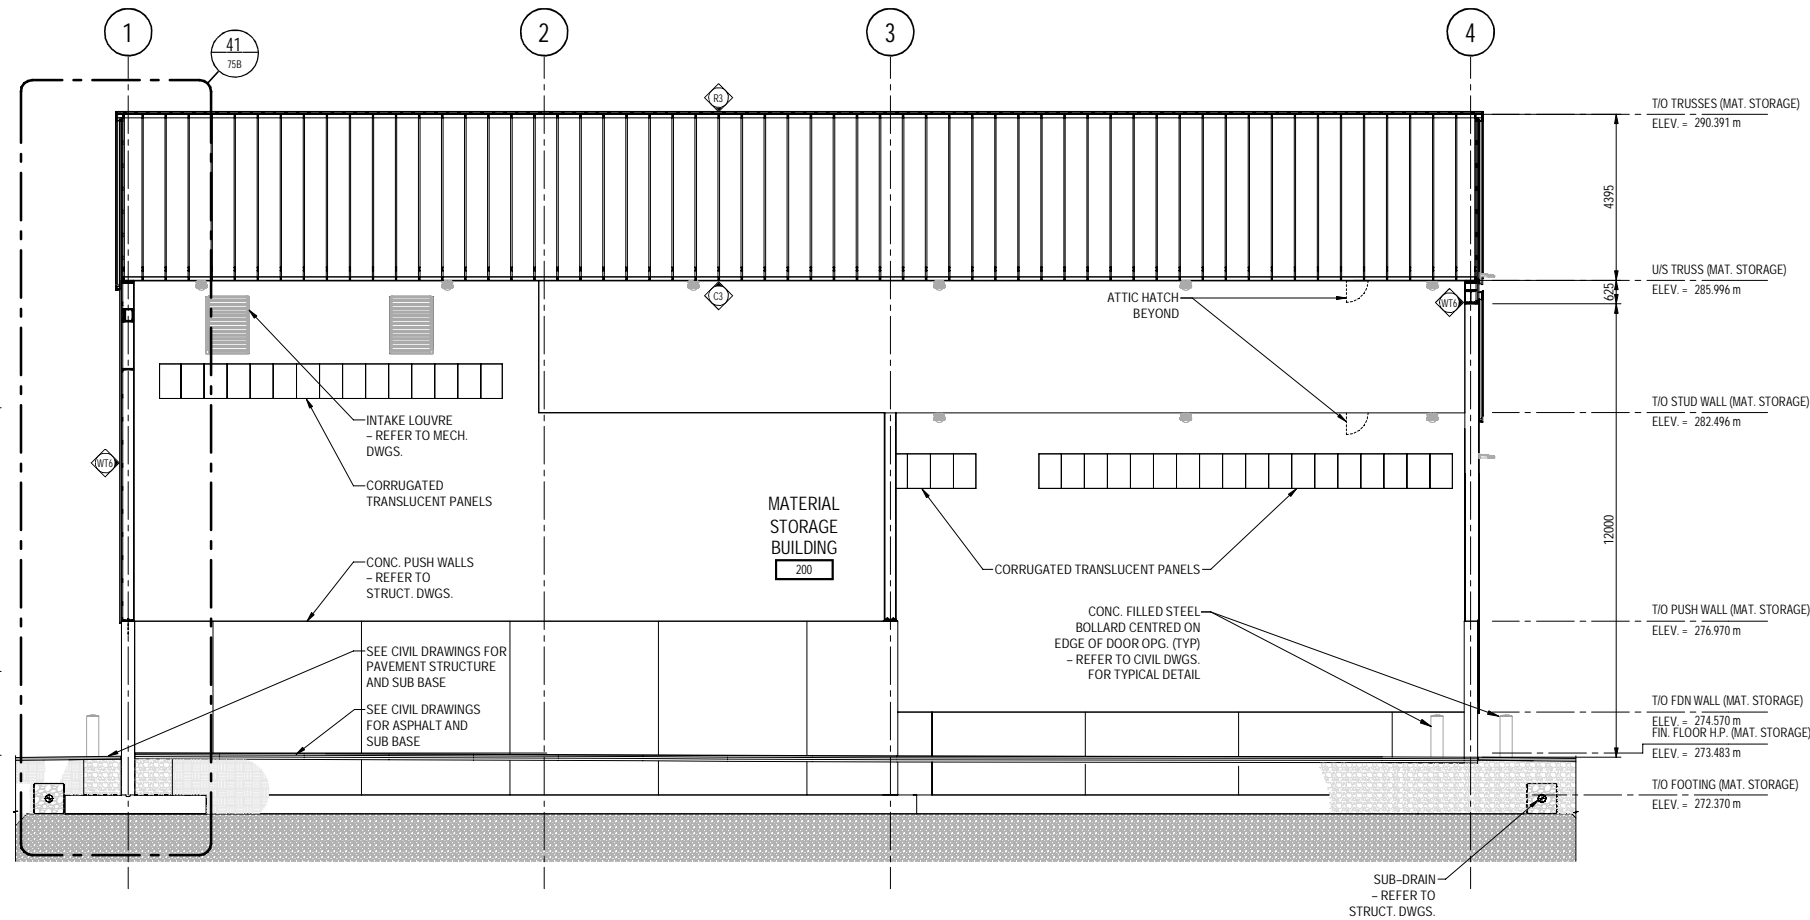 1
2
3
4
41
75B
R3
T/O TRUSSES (MAT. STORAGE)
ELEV. = 290.391 m
4395
U/S TRUSS (MAT. STORAGE)
ELEV. = 285.996 m
625
C3
WT6
ATTIC HATCH
BEYOND
INTAKE LOUVRE
– REFER TO MECH.
DWGS.
T/O STUD WALL (MAT. STORAGE)
ELEV. = 282.496 m
WT6
CORRUGATED
TRANSLUCENT PANELS
MATERIAL
STORAGE
BUILDING
200
12000
CONC. PUSH WALLS
– REFER TO
STRUCT. DWGS.
CORRUGATED TRANSLUCENT PANELS
CONC. FILLED STEEL
BOLLARD CENTRED ON
EDGE OF DOOR OPG. (TYP)
– REFER TO CIVIL DWGS.
FOR TYPICAL DETAIL
T/O PUSH WALL (MAT. STORAGE)
ELEV. = 276.970 m
SEE CIVIL DRAWINGS FOR
PAVEMENT STRUCTURE
AND SUB BASE
SEE CIVIL DRAWINGS
FOR ASPHALT AND
SUB BASE
T/O FDN WALL (MAT. STORAGE)
ELEV. = 274.570 m
FIN. FLOOR H.P. (MAT. STORAGE)
ELEV. = 273.483 m
T/O FOOTING (MAT. STORAGE)
ELEV. = 272.370 m
SUB-DRAIN
– REFER TO
STRUCT. DWGS.